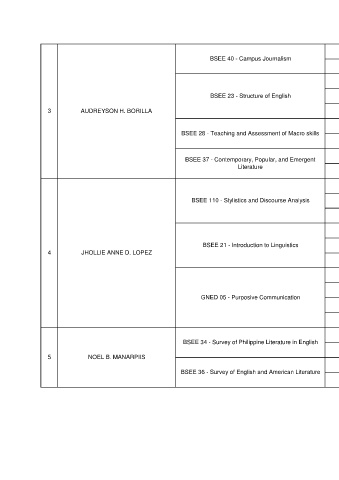 3
AUDREYSON H. BORILLA
BSEE 40 - Campus Journalism
BSEE 23 - Structure of English
BSEE 28 - Teaching and Assessment of Macro skills
BSEE 37 - Contemporary, Popular, and Emergent
Literature
4
JHOLLIE ANNE D. LOPEZ
BSEE 110 - Stylistics and Discourse Analysis
BSEE 21 - Introduction to Linguistics
GNED 05 - Purposive Communication
5
NOEL B. MANARPIIS
BSEE 34 - Survey of Philippine Literature in English
BSEE 36 - Survey of English and American Literature